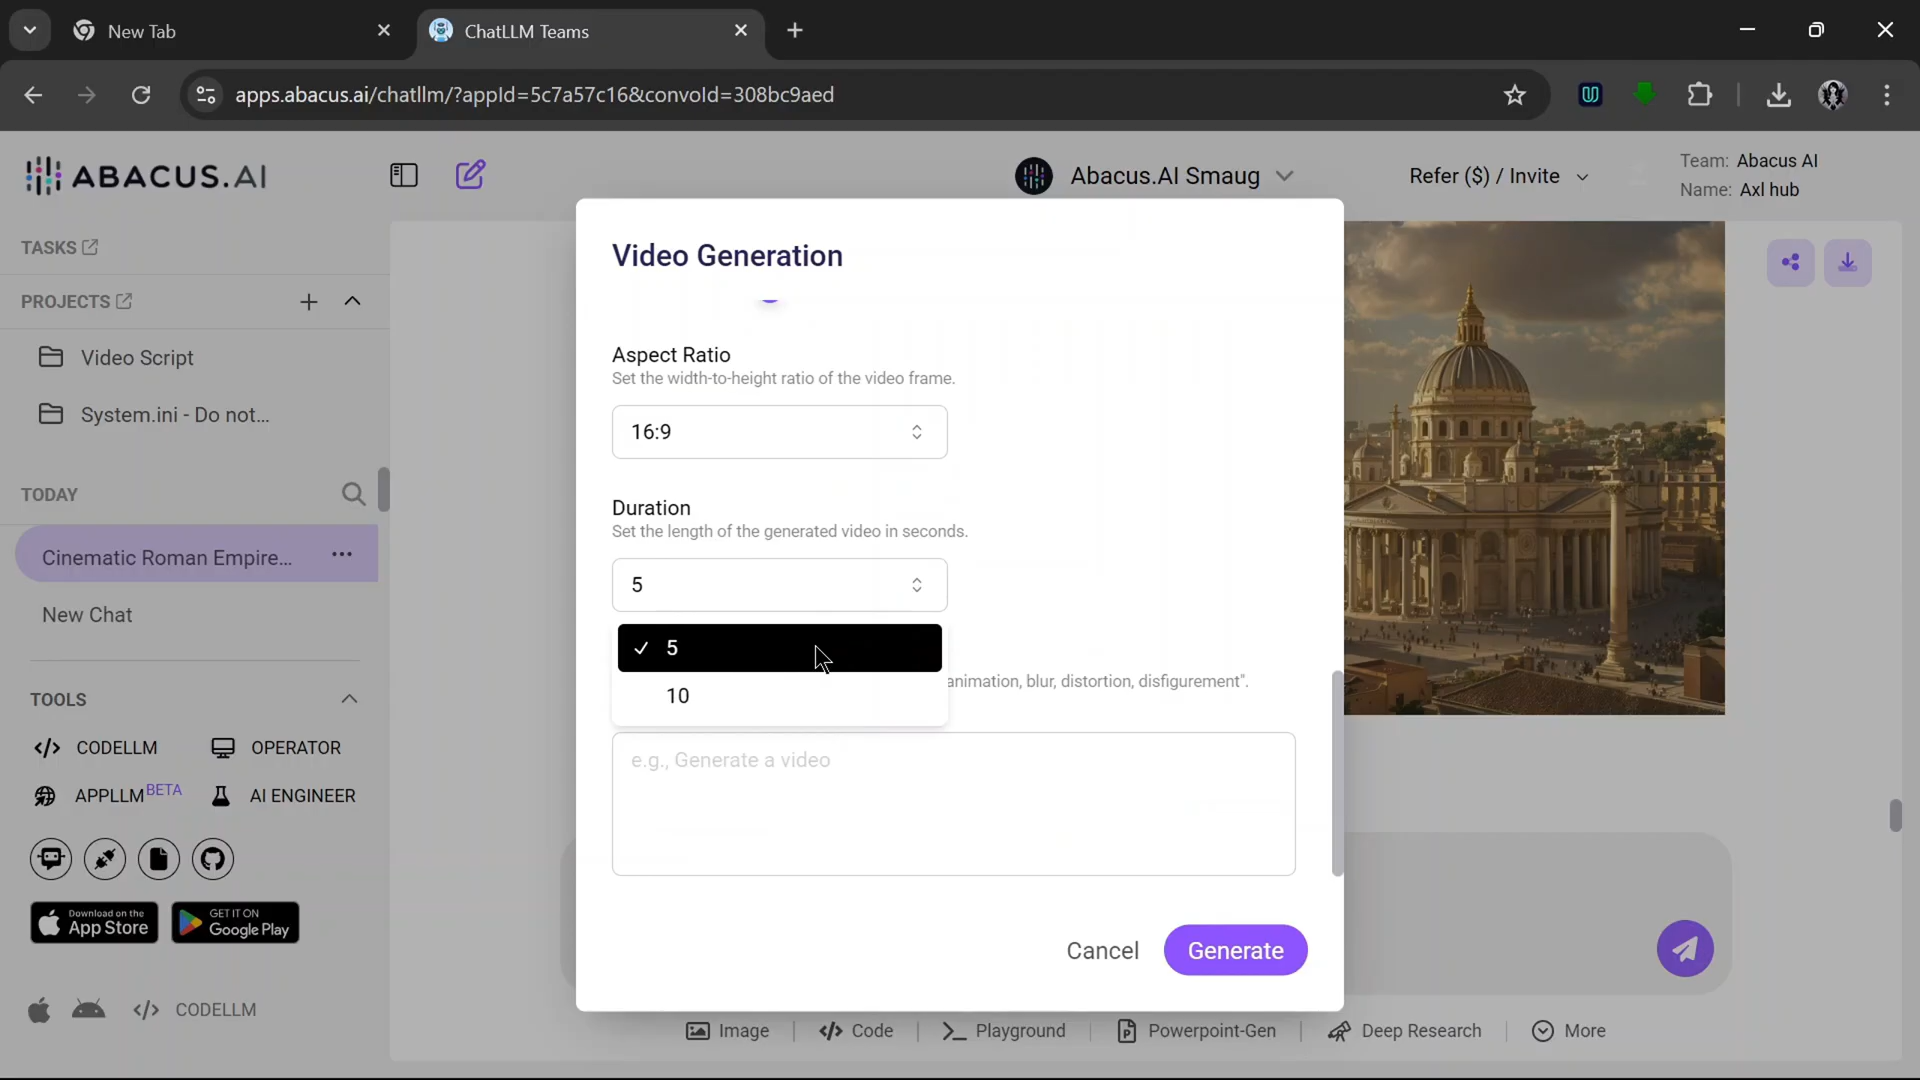 New Tab
ChatLLM Teams
apps.abacus.ai/chatllm/?appId=5c7a57c16&convoId=308bc9aed
ABACUS.AI
Abacus.AI Smaug
Refer ($) / Invite
Team: Abacus AI
Name: Axl hub
TASKS
PROJECTS
Video Script
System.ini - Do not...
TODAY
Cinematic Roman Empire...
New Chat
TOOLS
CODELLM
OPERATOR
APPLLM BETA
AI ENGINEER
Download on the
App Store
GET IT ON
Google Play
CODELLM
Video Generation
Aspect Ratio
Set the width-to-height ratio of the video frame.
16:9
Duration
Set the length of the generated video in seconds.
5
5
10
animation, blur, distortion, disfigurement".
e.g., Generate a video
Cancel
Generate
Image
Code
Playground
Powerpoint-Gen
Deep Research
More